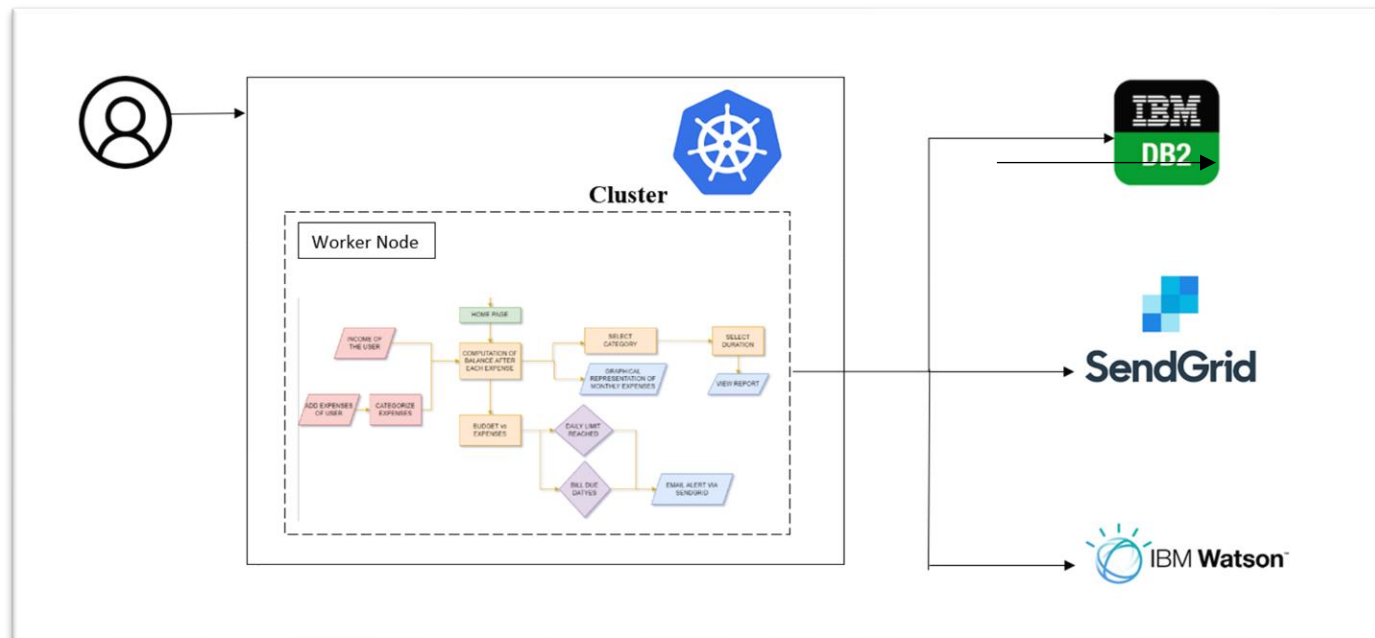 IBM
DB2
Cluster
Worker Node
HOME PAGE
INCOME OF
THE USER
COMPUTATION OF
BALANCE AFTER
EACH EXPENSE
SELECT
CATEGORY
SELECT
DURATION
GRAPHICAL
REPRESENTATION OF
MONTHLY EXPENSES
VIEW REPORT
SendGrid
ADD EXPENSES
OF USER
CATEGORIZE
EXPENSES
BUDGET vs
EXPENSES
DAILY LIMIT
REACHED
BILL DUE
DATYES
EMAIL ALERT VIA
SENDGRID
IBM Watson™